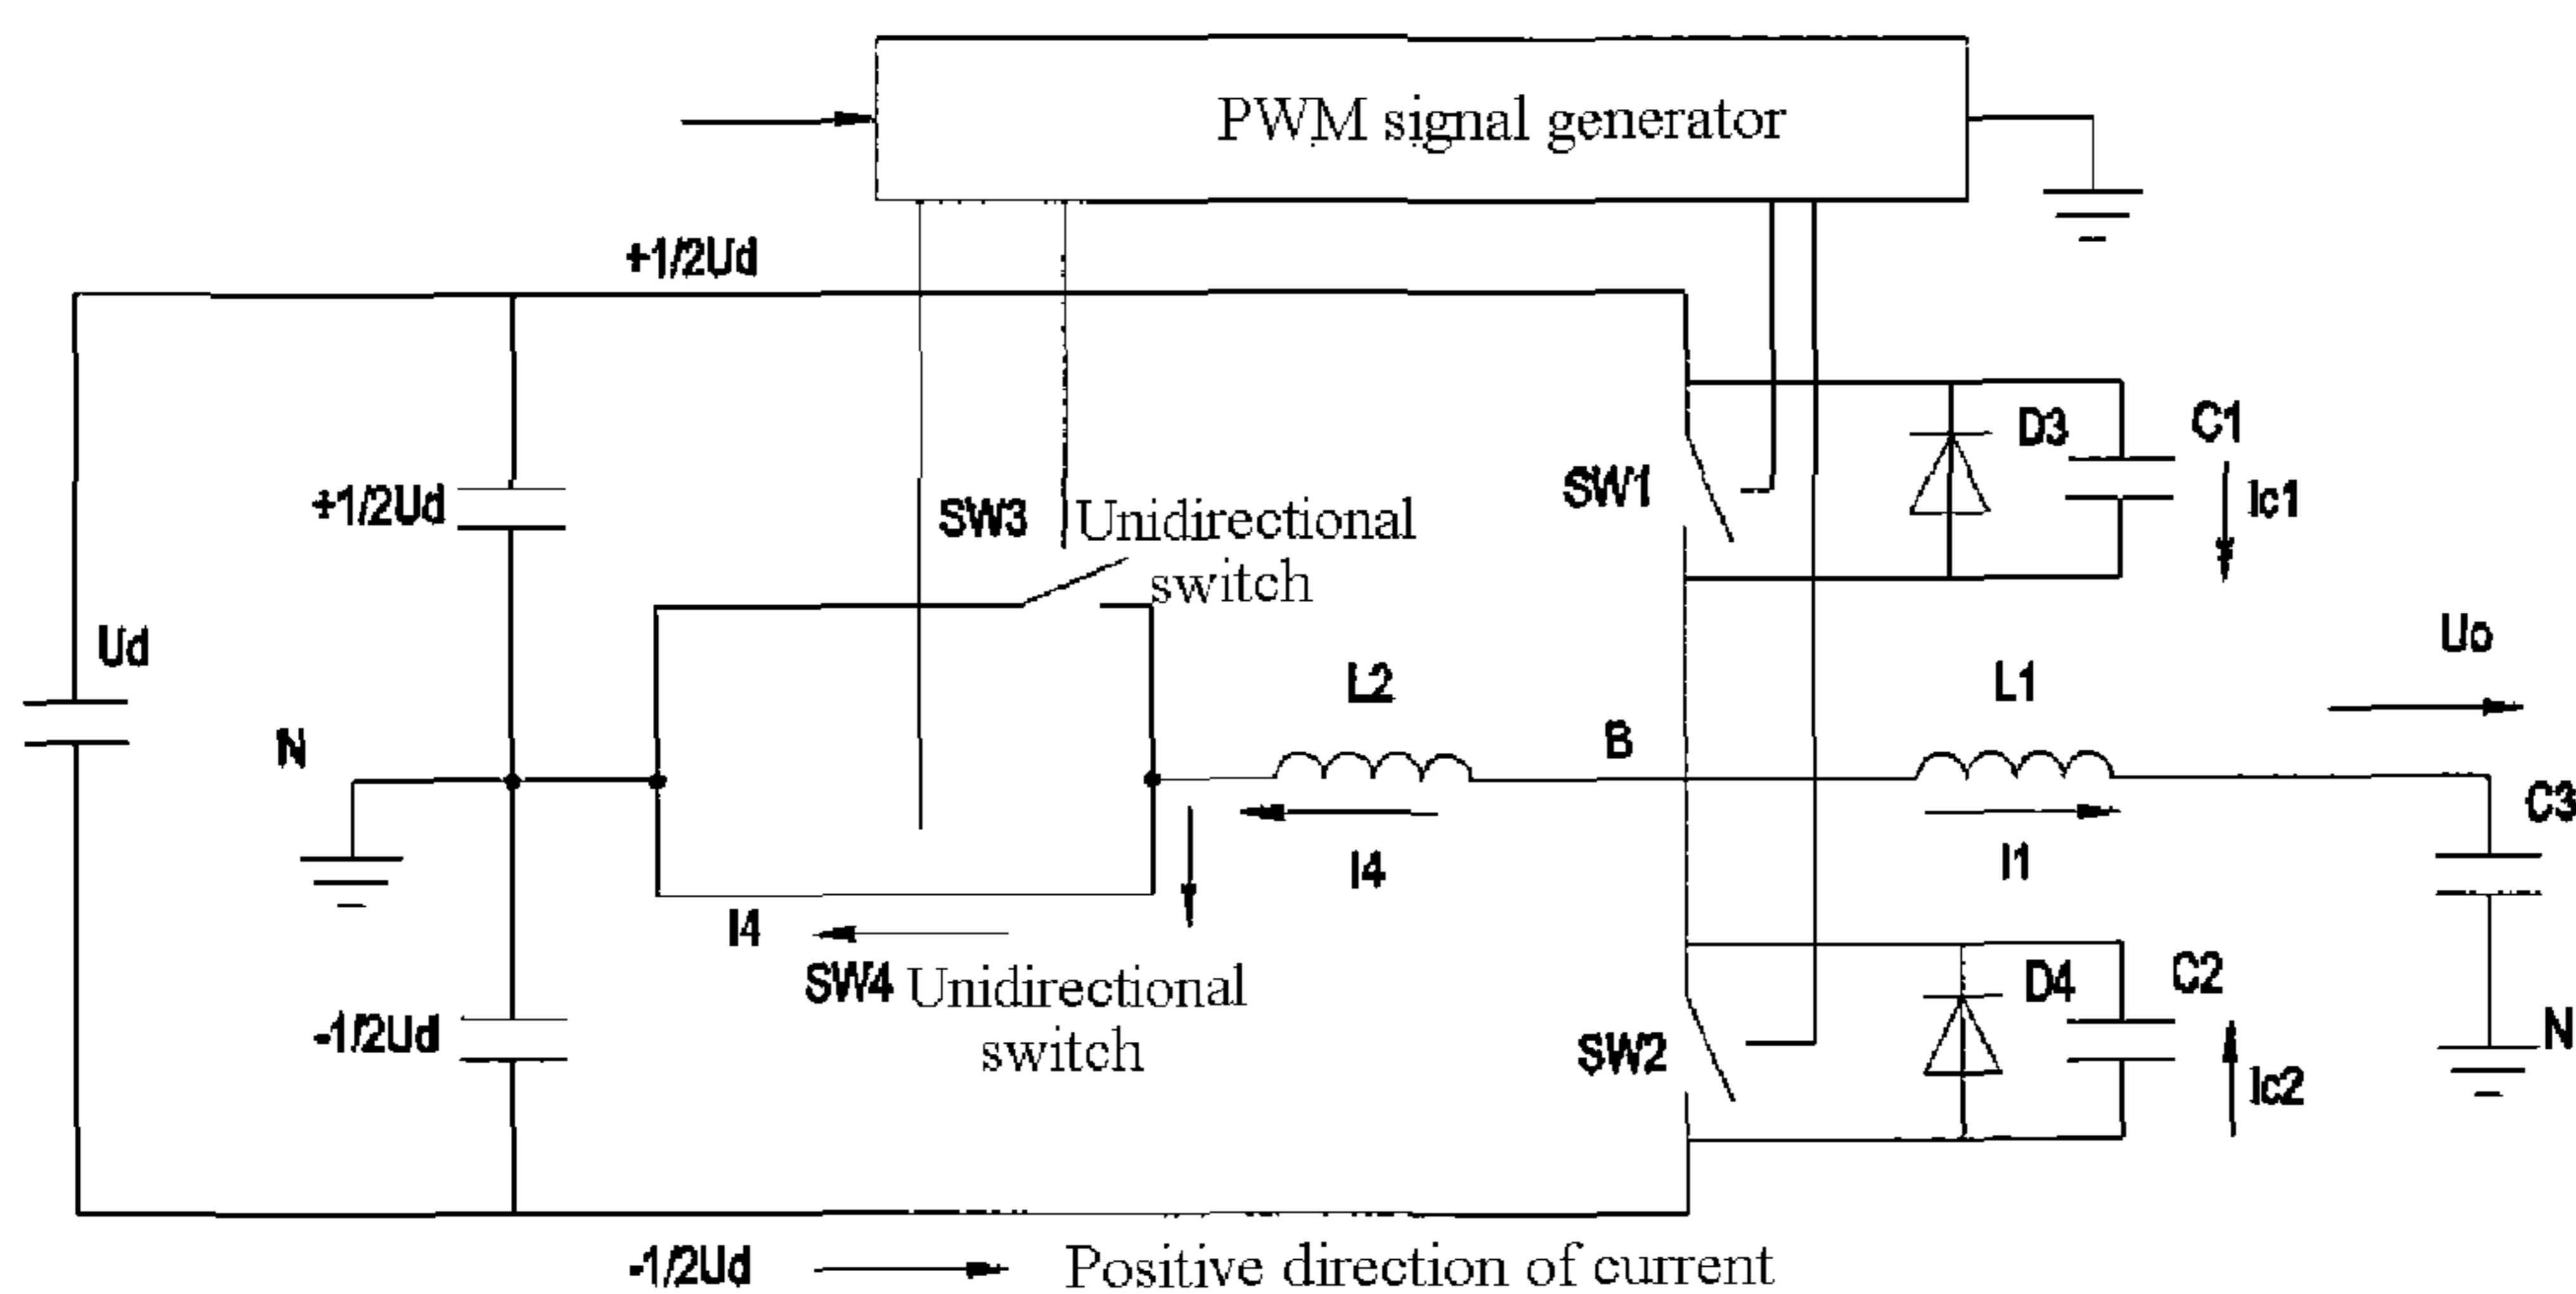 PWM signal generator
+1/2Ud
D3
C1
+1/2Ud
SW3
Unidirectional
switch
SW1
Ic1
Ud
L2
L1
Uo
N
B
C3
I4
I4
I1
SW4 Unidirectional
switch
-1/2Ud
SW2
D4
C2
N
Ic2
-1/2Ud
Positive direction of current